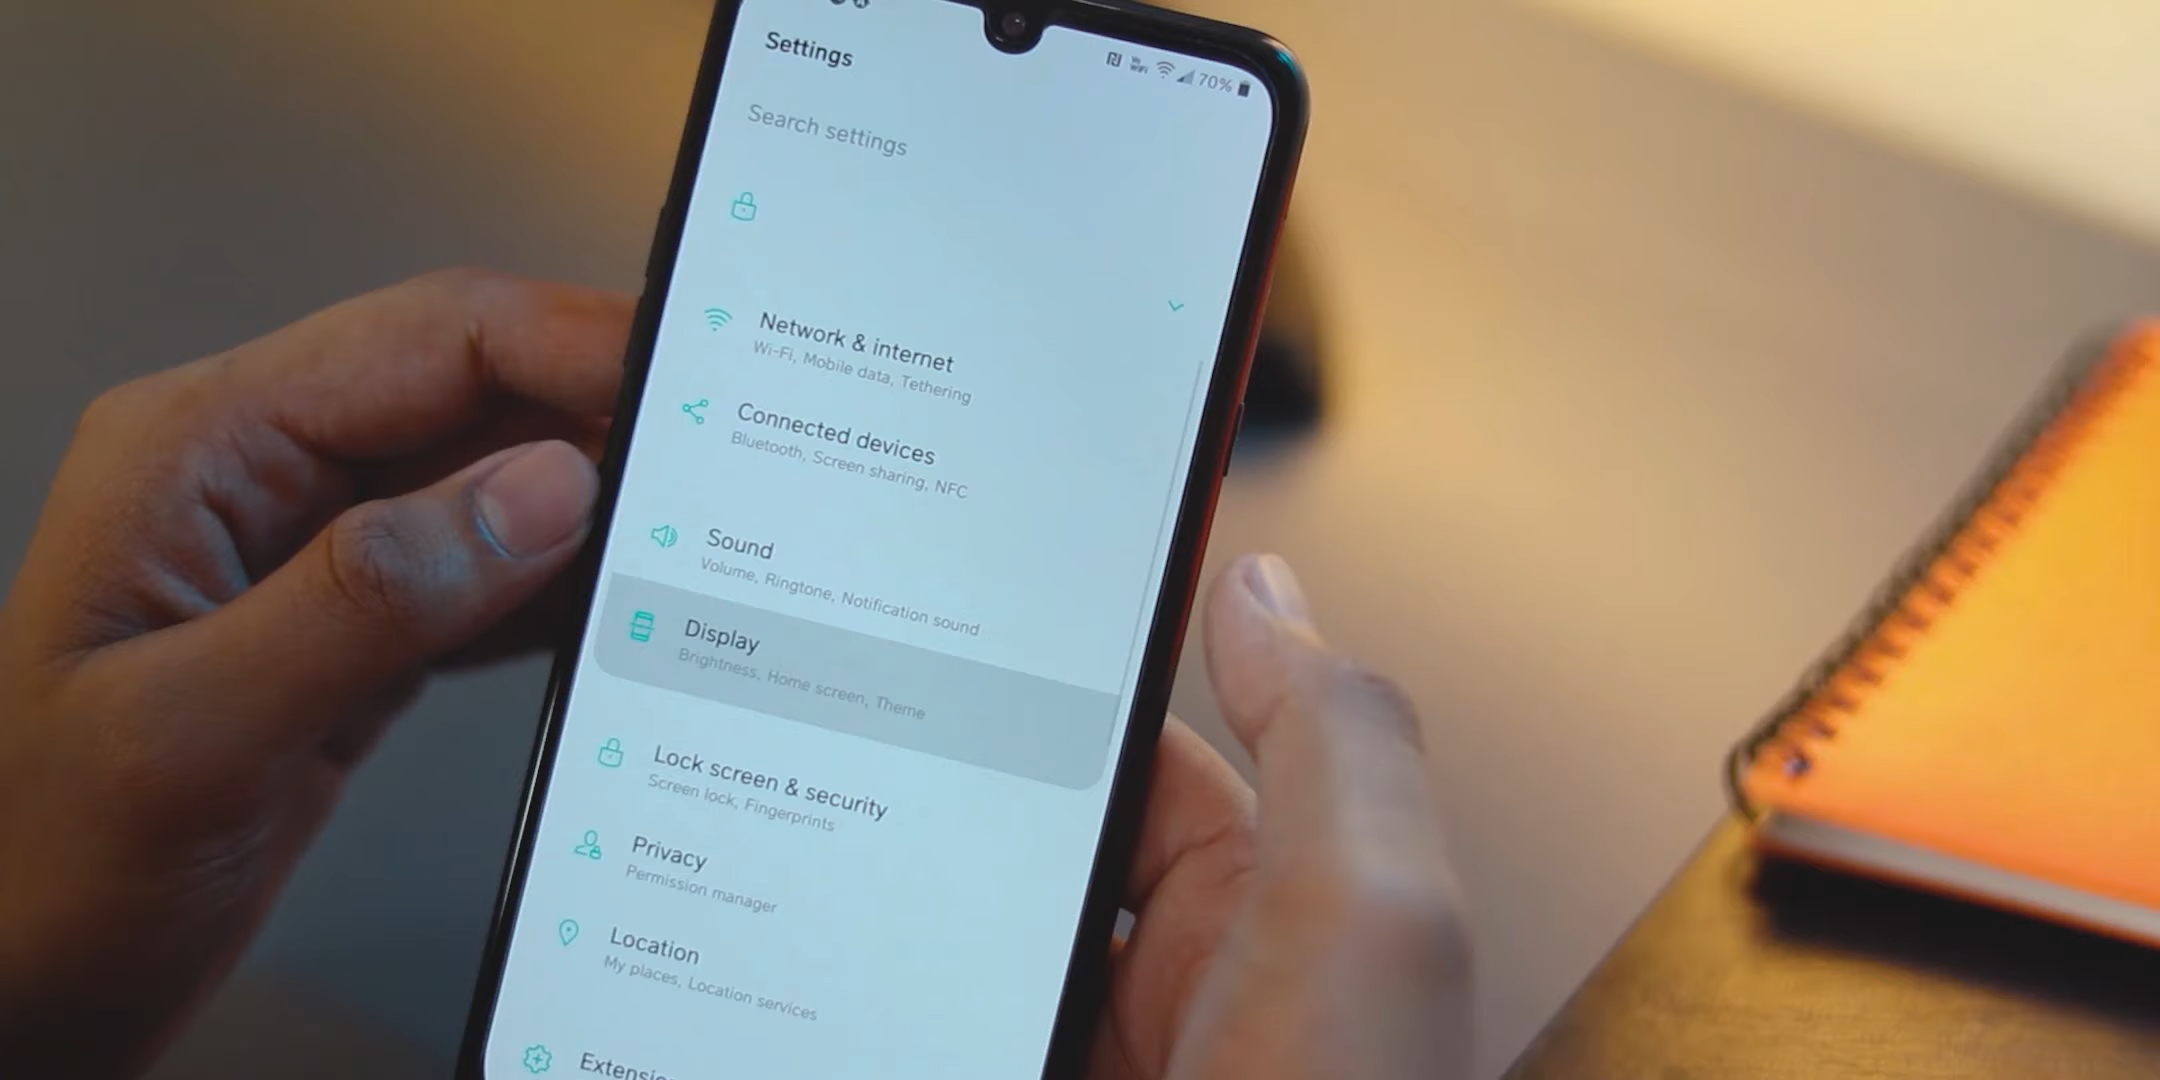 Settings
70%
Search settings
Network & internet
Wi-Fi, Mobile data, Tethering
Connected devices
Bluetooth, Screen sharing, NFC
Sound
Volume, Ringtone, Notification sound
Display
Brightness, Home screen, Theme
Lock screen & security
Screen lock, Fingerprints
Privacy
Permission manager
Location
My places, Location services